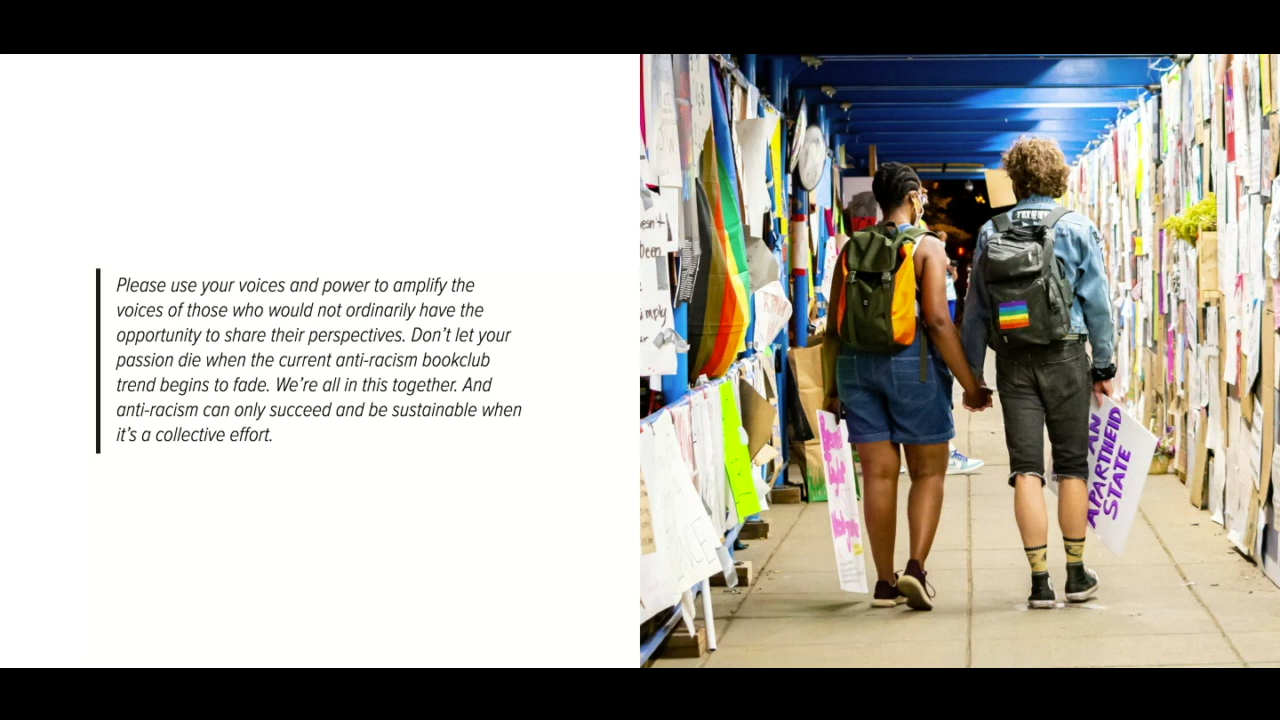 Please use your voices and power to amplify the
voices of those who would not ordinarily have the
opportunity to share their perspectives. Don’t let your
passion die when the current anti-racism bookclub
trend begins to fade. We’re all in this together. And
anti-racism can only succeed and be sustainable when
it’s a collective effort.
AN
APARTHEID
STATE